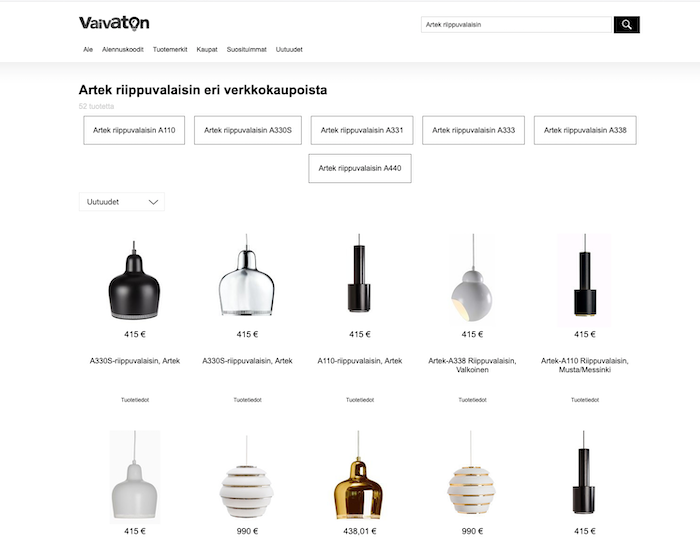 Vaivaton
Artek riippuvalaisin
Ale Alennuskoodit Tuotemerkit Kaupat Suosituimmat Uutuudet
Artek riippuvalaisin eri verkkokaupoista
52 tuotetta
Artek riippuvalaisin A110 Artek riippuvalaisin A330S Artek riippuvalaisin A331 Artek riippuvalaisin A333 Artek riippuvalaisin A338
Artek riippuvalaisin A440
Uutuudet
415 € 415 € 415 € 415 € 415 €
A330S-riippuvalaisin, Artek A330S-riippuvalaisin, Artek A110-riippuvalaisin, Artek Artek-A338 Riippuvalaisin, Artek-A110 Riippuvalaisin,
Valkoinen Musta/Messinki
Tuotetiedot Tuotetiedot Tuotetiedot Tuotetiedot Tuotetiedot
415 € 990 € 438,01 € 990 € 415 €